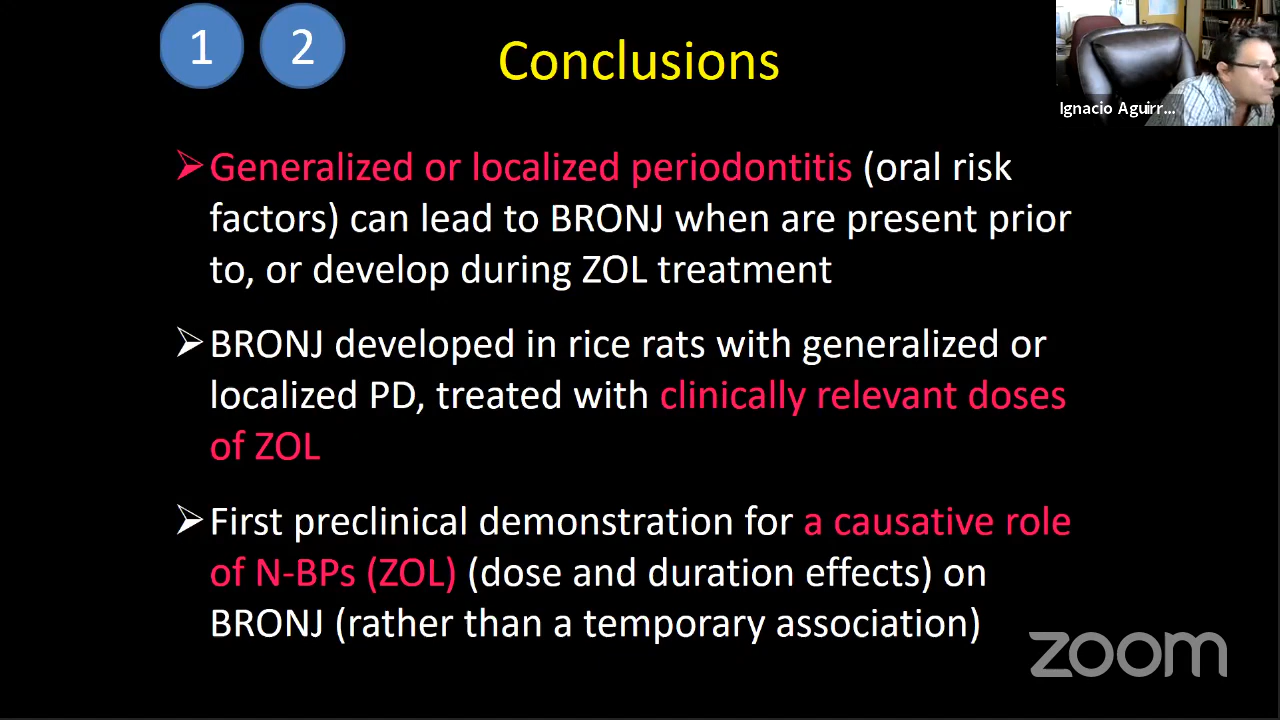 1 2
Conclusions
Ignacio Aguirr...
➢Generalized or localized periodontitis (oral risk
factors) can lead to BRONJ when are present prior
to, or develop during ZOL treatment
➢BRONJ developed in rice rats with generalized or
localized PD, treated with clinically relevant doses
of ZOL
➢First preclinical demonstration for a causative role
of N-BPs (ZOL) (dose and duration effects) on
BRONJ (rather than a temporary association)
zoom